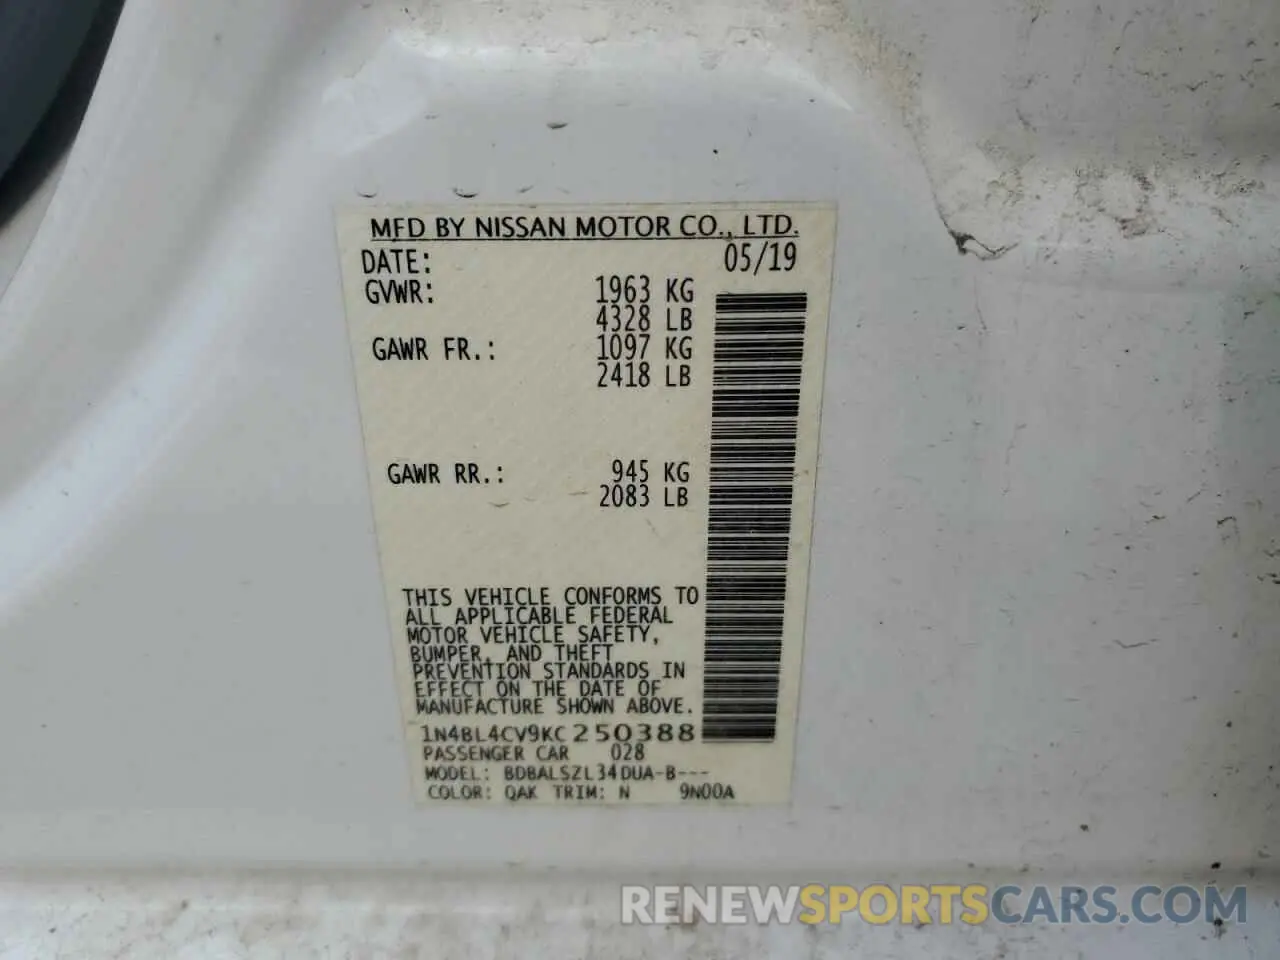 MFD BY NISSAN MOTOR CO., LTD.
DATE: 05/19
GVWR: 1963 KG
4328 LB
GAWR FR.: 1097 KG
2418 LB
GAWR RR.: 945 KG
2083 LB
THIS VEHICLE CONFORMS TO
ALL APPLICABLE FEDERAL
MOTOR VEHICLE SAFETY,
BUMPER, AND THEFT
PREVENTION STANDARDS IN
EFFECT ON THE DATE OF
MANUFACTURE SHOWN ABOVE.
1N4BL4CV9KC250388
PASSENGER CAR 028
MODEL: BDBALSZL34DUA-B---
COLOR: QAK TRIM: N 9N00A
RENEWSPORTSCARS.COM